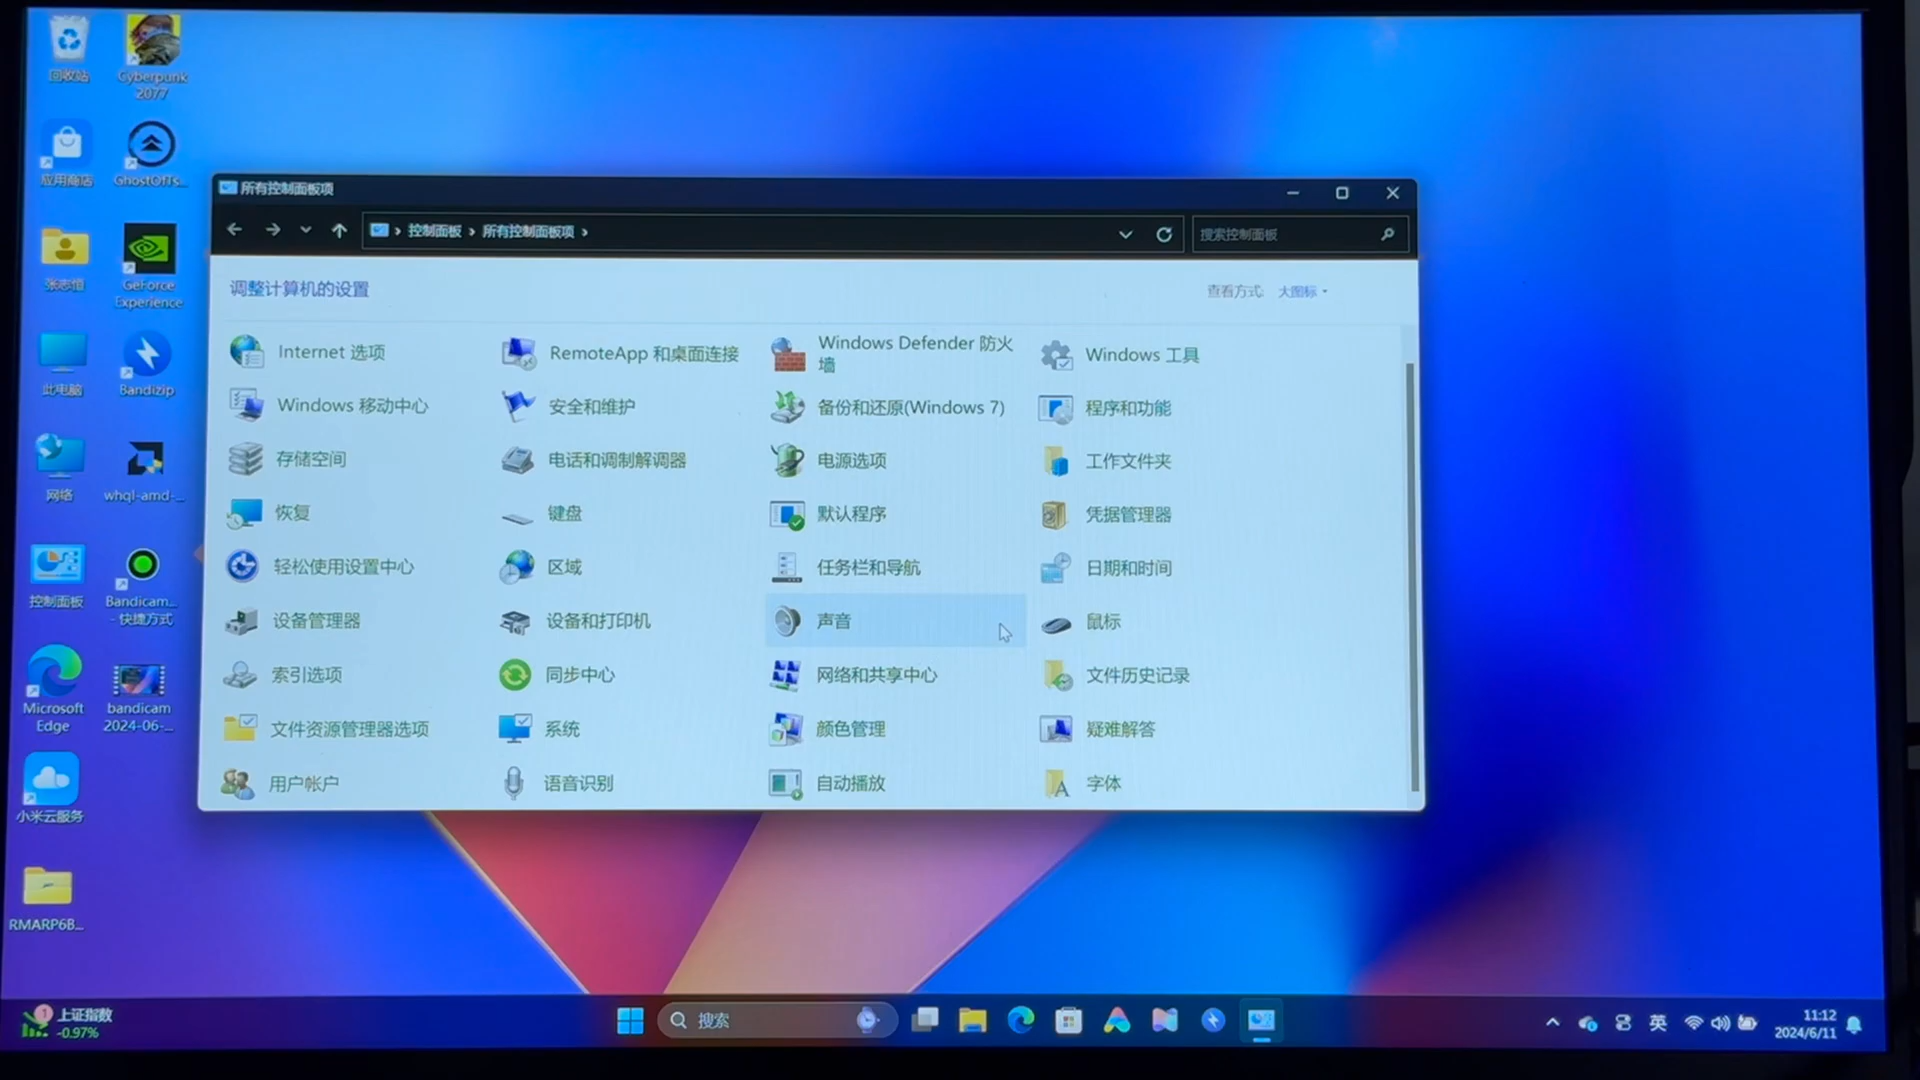 回收站
Cyberpunk
2077
应用商店
GhostOfTs...
张志恒
GeForce
Experience
此电脑
Bandizip
网络
whql-amd-...
控制面板
Bandicam...
- 快捷方式
Microsoft
Edge
bandicam
2024-06-...
小米云服务
RMARP6B...
所有控制面板项
控制面板 › 所有控制面板项 ›
搜索控制面板
调整计算机的设置
查看方式: 大图标
Internet 选项
RemoteApp 和桌面连接
Windows Defender 防火
墙
Windows 工具
Windows 移动中心
安全和维护
备份和还原(Windows 7)
程序和功能
存储空间
电话和调制解调器
电源选项
工作文件夹
恢复
键盘
默认程序
凭据管理器
轻松使用设置中心
区域
任务栏和导航
日期和时间
设备管理器
设备和打印机
声音
鼠标
索引选项
同步中心
网络和共享中心
文件历史记录
文件资源管理器选项
系统
颜色管理
疑难解答
用户帐户
语音识别
自动播放
字体
1
上证指数
-0.97%
搜索
英
11:12
2024/6/11